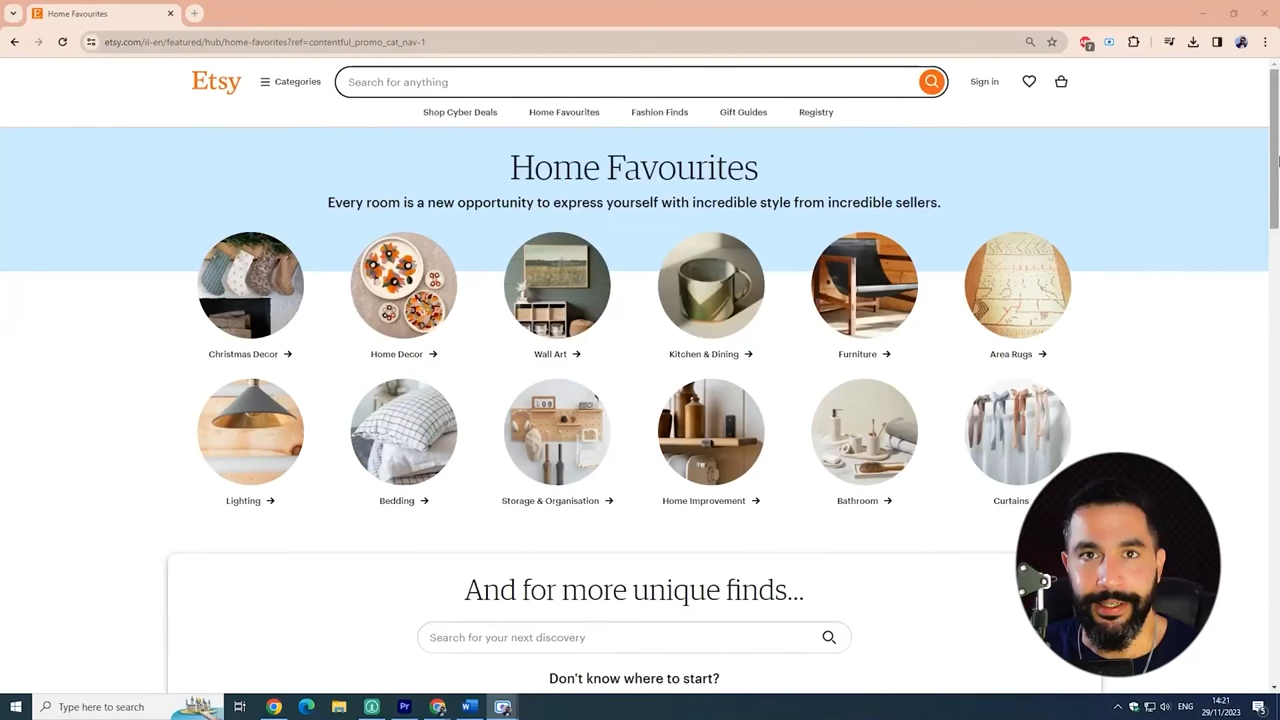 Home Favourites
etsy.com/il-en/featured/hub/home-favorites?ref=contentful_promo_cat_nav-1
Etsy
Categories
Search for anything
Sign in
Shop Cyber Deals
Home Favourites
Fashion Finds
Gift Guides
Registry
Home Favourites
Every room is a new opportunity to express yourself with incredible style from incredible sellers.
Christmas Decor →
Home Decor →
Wall Art →
Kitchen & Dining →
Furniture →
Area Rugs →
Lighting →
Bedding →
Storage & Organisation →
Home Improvement →
Bathroom →
Curtains
And for more unique finds...
Search for your next discovery
Don't know where to start?
Type here to search
ENG
14:21
29/11/2023